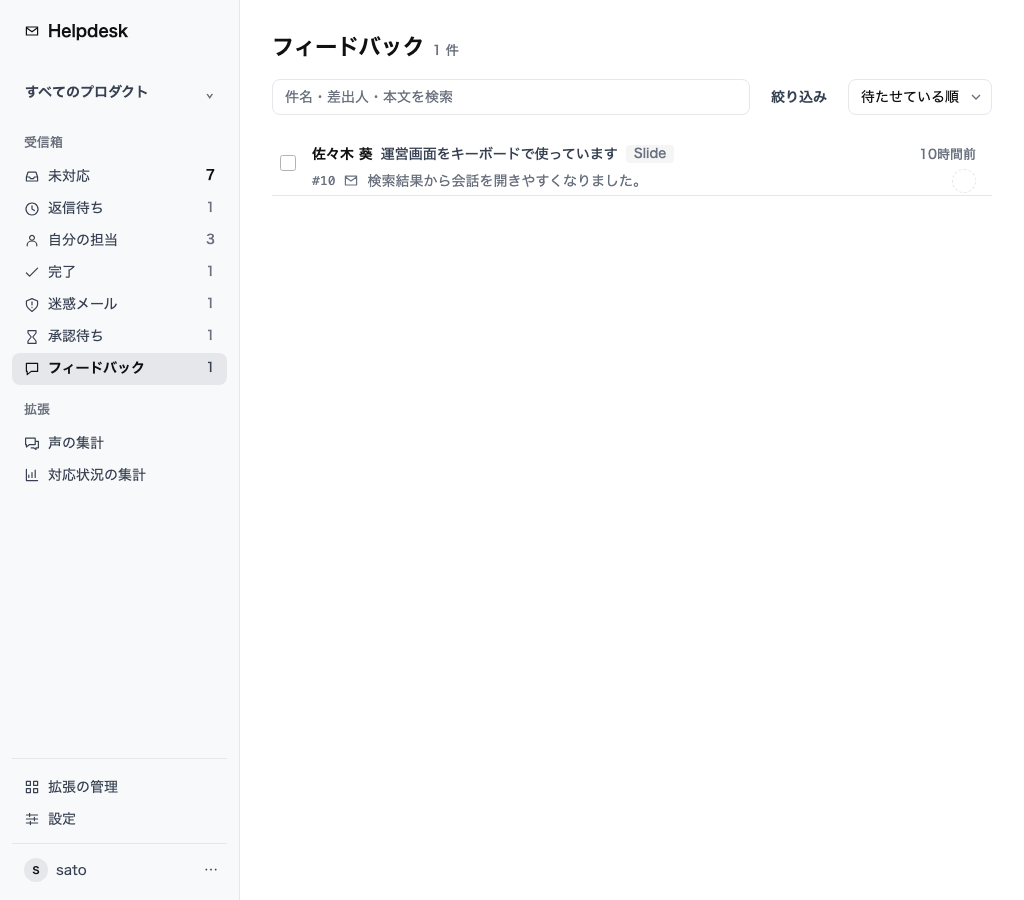 Helpdesk
すべてのプロダクト
受信箱
未対応 7
返信待ち 1
自分の担当 3
完了 1
迷惑メール 1
承認待ち 1
フィードバック 1
拡張
声の集計
対応状況の集計
拡張の管理
設定
S sato ...
フィードバック 1 件
件名・差出人・本文を検索 絞り込み 待たせている順
佐々木 葵 運営画面をキーボードで使っています Slide 10時間前
#10 検索結果から会話を開きやすくなりました。